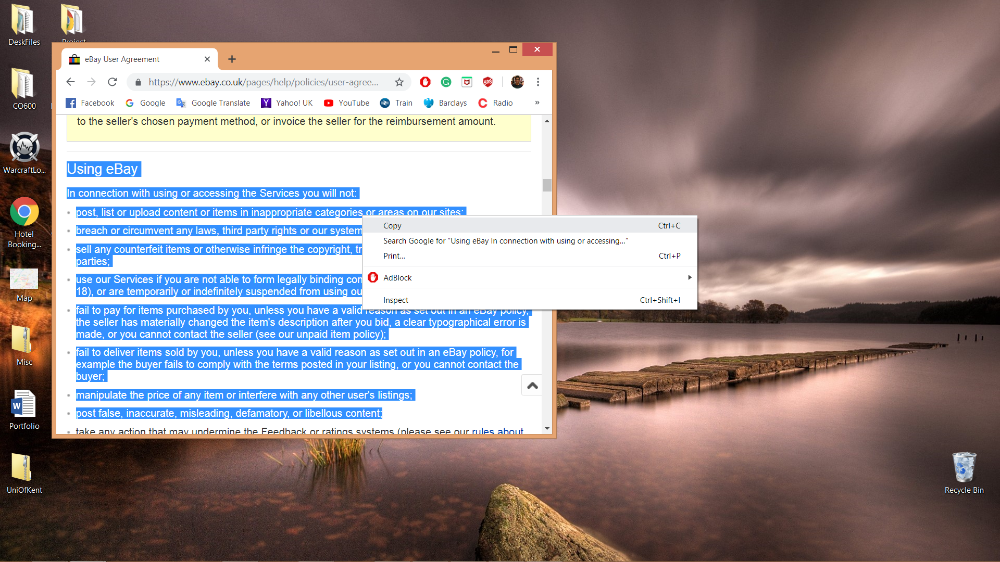 DeskFiles
Project
CO600
WarcraftLo...
Hotel
Booking...
Map
Misc
Portfolio
UniOfKent
Recycle Bin
eBay User Agreement
https://www.ebay.co.uk/pages/help/policies/user-agree...
Facebook
Google
Google Translate
Yahoo! UK
YouTube
Train
Barclays
Radio
»
to the seller's chosen payment method, or invoice the seller for the reimbursement amount.
Using eBay
In connection with using or accessing the Services you will not:
post, list or upload content or items in inappropriate categories or areas on our sites;
breach or circumvent any laws, third party rights or our system
sell any counterfeit items or otherwise infringe the copyright, tr
parties;
use our Services if you are not able to form legally binding con
18), or are temporarily or indefinitely suspended from using ou
fail to pay for items purchased by you, unless you have a valid reason as set out in an eBay policy,
the seller has materially changed the item's description after you bid, a clear typographical error is
made, or you cannot contact the seller (see our unpaid item policy);
fail to deliver items sold by you, unless you have a valid reason as set out in an eBay policy, for
example the buyer fails to comply with the terms posted in your listing, or you cannot contact the
buyer;
manipulate the price of any item or interfere with any other user's listings;
post false, inaccurate, misleading, defamatory, or libellous content;
take any action that may undermine the Feedback or ratings systems (please see our rules about
Copy Ctrl+C
Search Google for “Using eBay In connection with using or accessing...”
Print... Ctrl+P
AdBlock
Inspect Ctrl+Shift+I